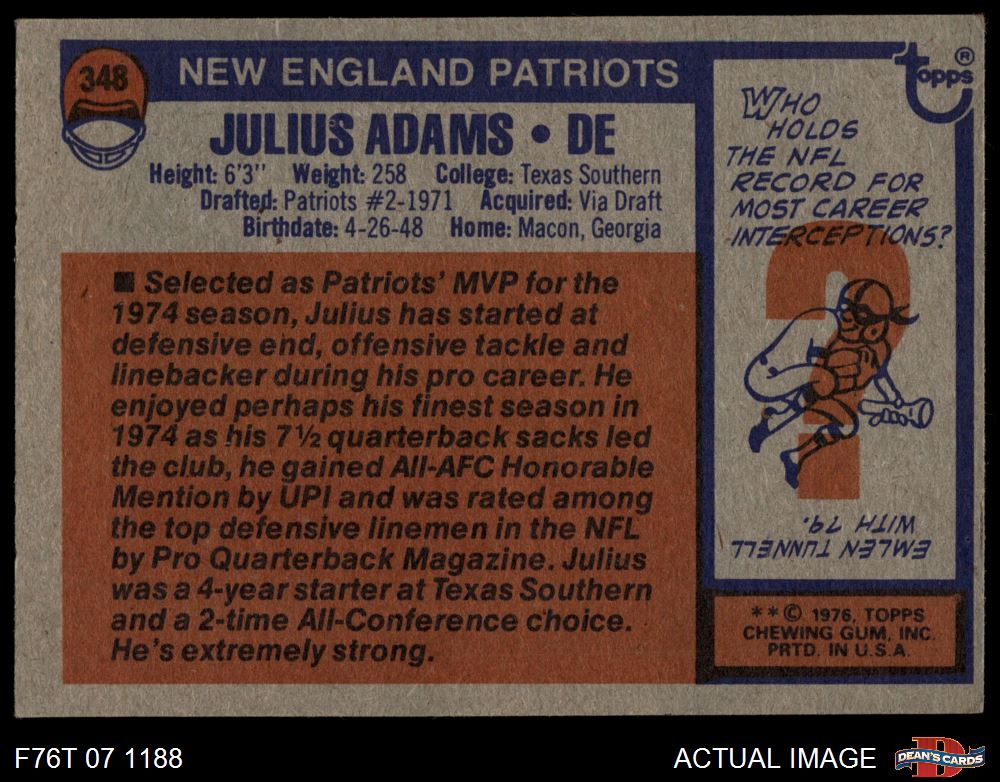 348
NEW ENGLAND PATRIOTS
JULIUS ADAMS • DE
Height: 6'3" Weight: 258 College: Texas Southern
Drafted: Patriots #2-1971 Acquired: Via Draft
Birthdate: 4-26-48 Home: Macon, Georgia
■ Selected as Patriots' MVP for the
1974 season, Julius has started at
defensive end, offensive tackle and
linebacker during his pro career. He
enjoyed perhaps his finest season in
1974 as his 7½ quarterback sacks led
the club, he gained All-AFC Honorable
Mention by UPI and was rated among
the top defensive linemen in the NFL
by Pro Quarterback Magazine. Julius
was a 4-year starter at Texas Southern
and a 2-time All-Conference choice.
He's extremely strong.
Topps®
WHO
HOLDS
THE NFL
RECORD FOR
MOST CAREER
INTERCEPTIONS?
?
EMLEN TUNNELL
WITH 79.
**© 1976, TOPPS
CHEWING GUM, INC.
PRTD. IN U.S.A.
F76T 07 1188
ACTUAL IMAGE
D
DEAN'S CARDS